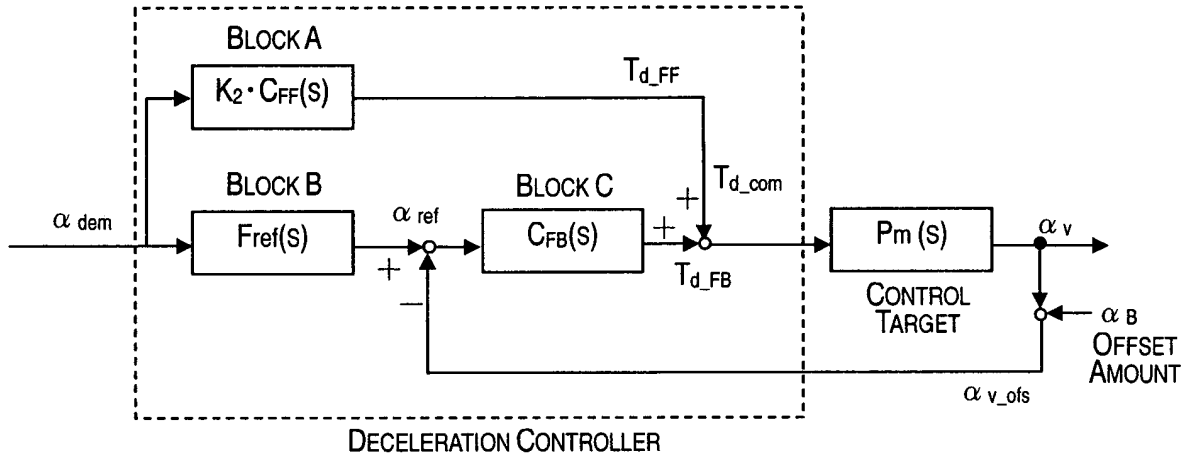 BLOCK A
K2 · CFF(S)
Td_FF
BLOCK B
α dem
Fref(S)
α ref
+
−
BLOCK C
CFB(S)
+
+
Td_com
Td_FB
Pm (S)
CONTROL
TARGET
α v
α B
OFFSET
AMOUNT
α v_ofs
DECELERATION CONTROLLER